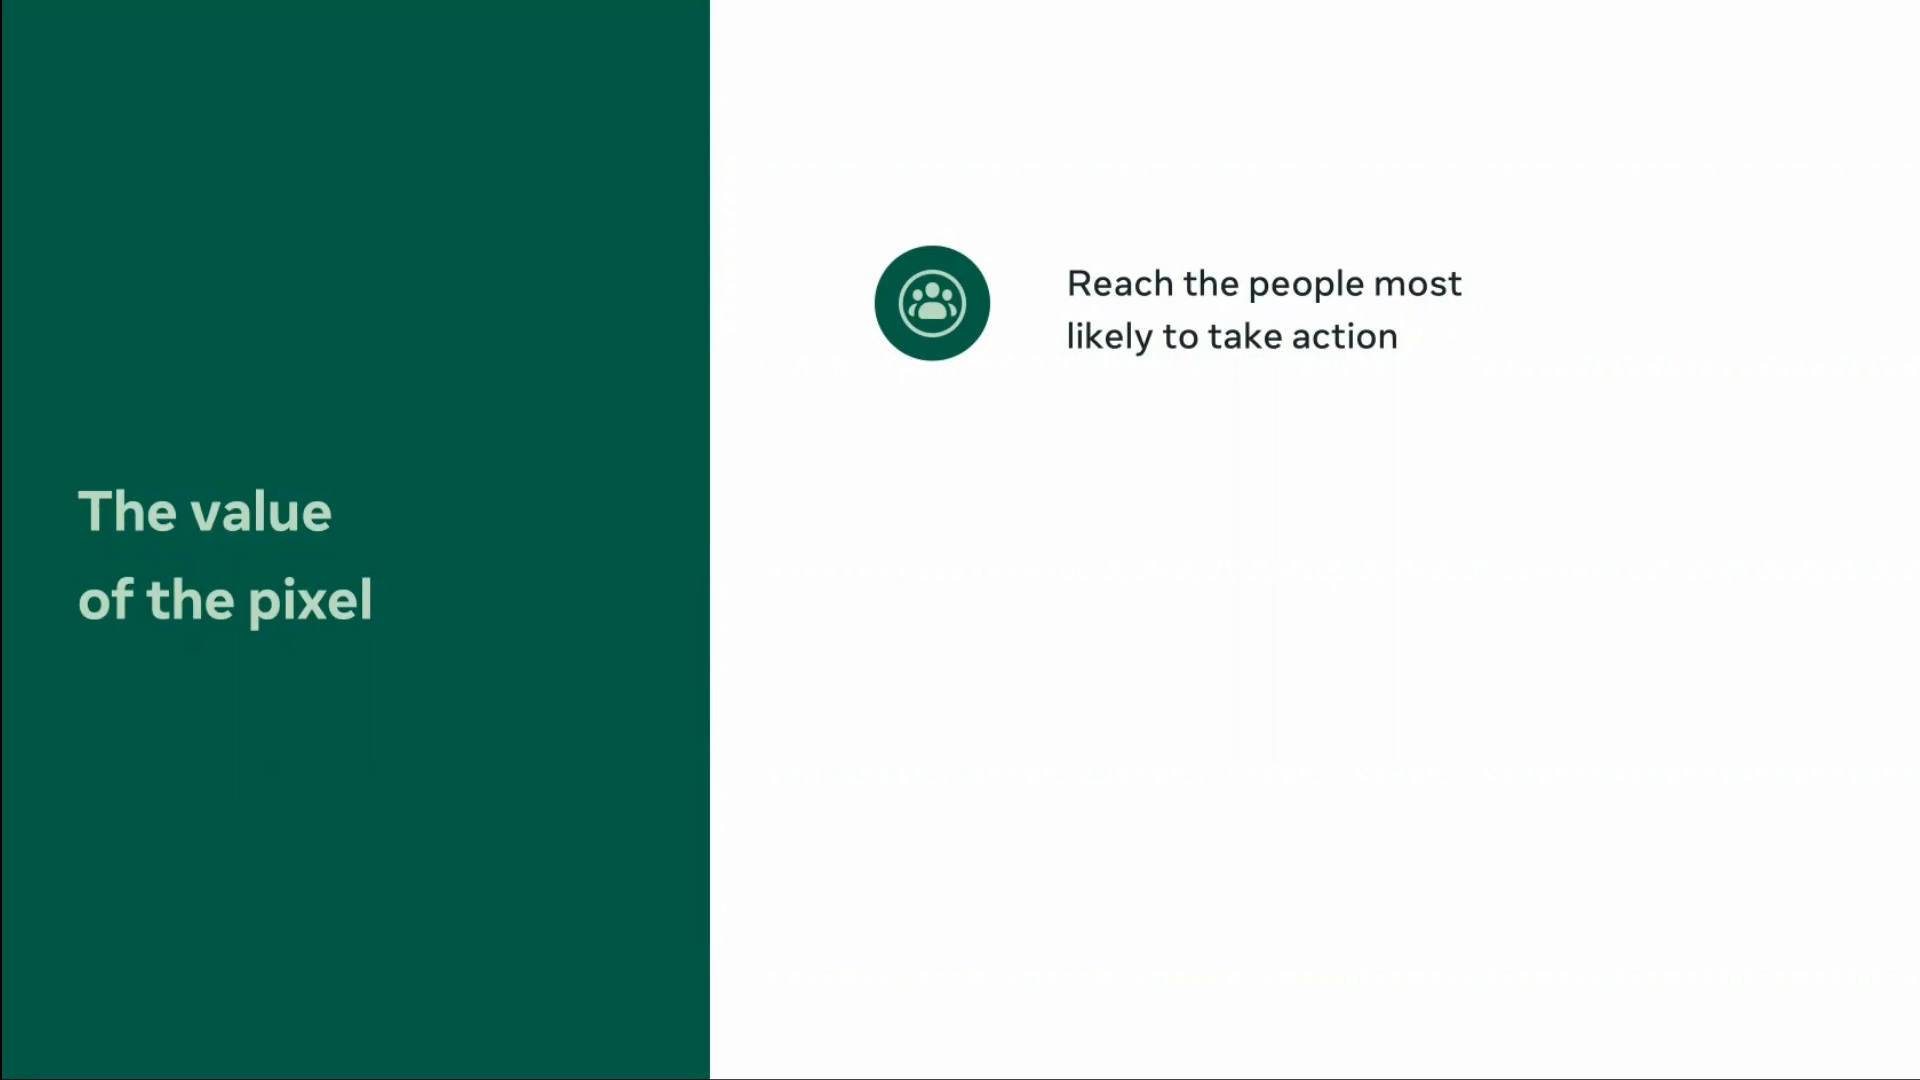 The value
of the pixel
Reach the people most
likely to take action